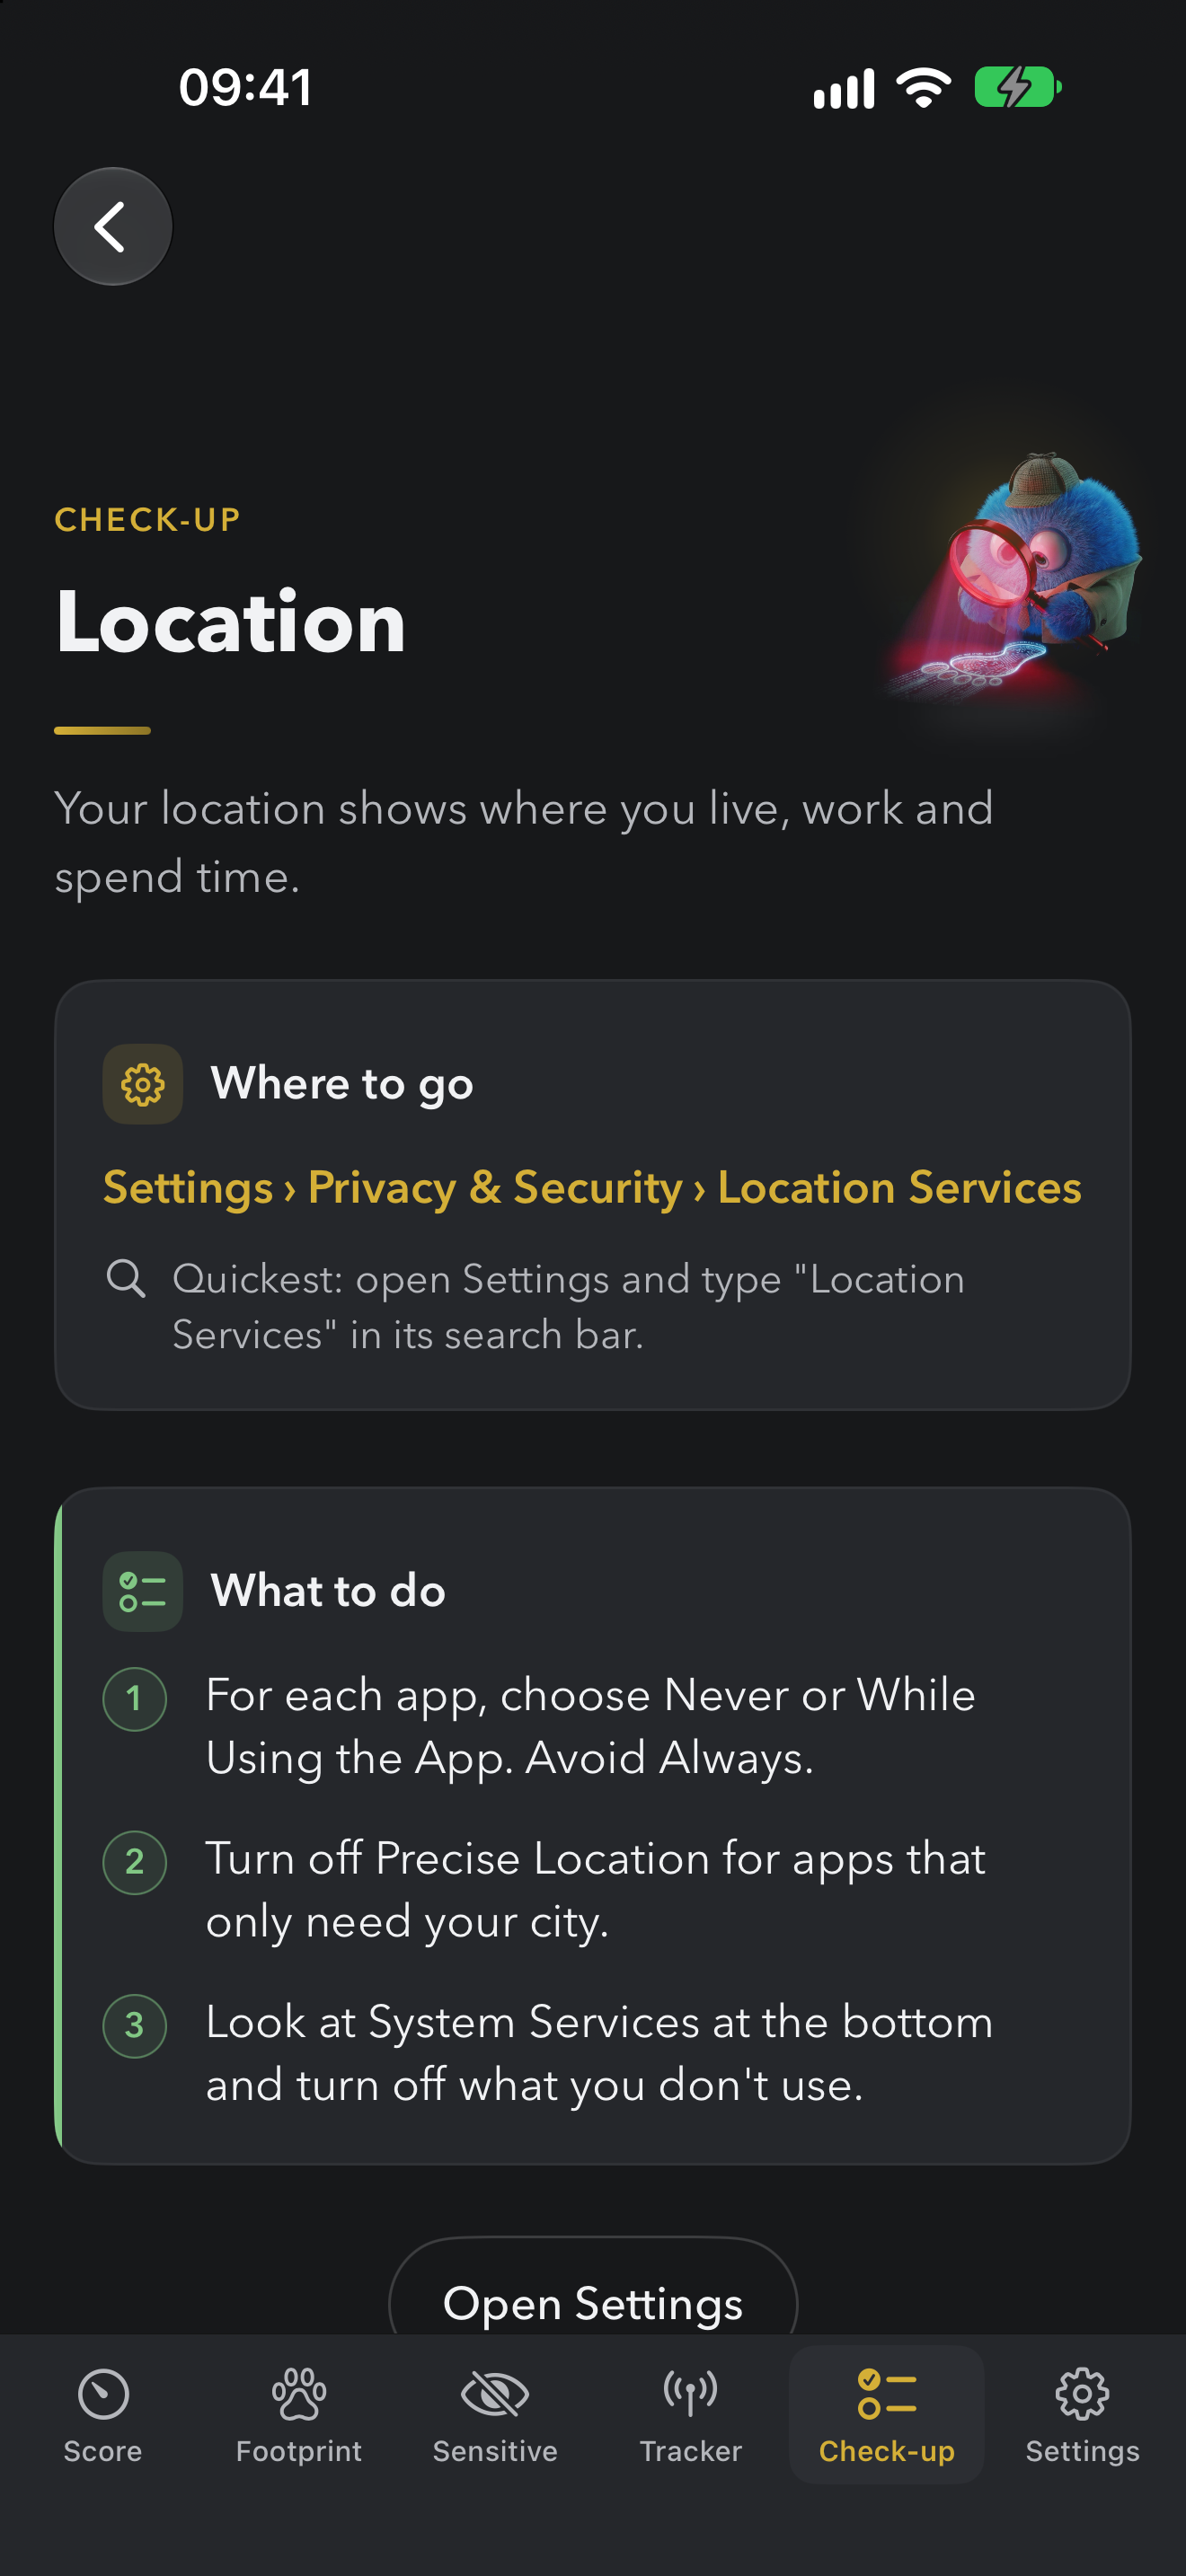 09:41
CHECK-UP
Location
Your location shows where you live, work and
spend time.
Where to go
Settings › Privacy & Security › Location Services
Quickest: open Settings and type "Location
Services" in its search bar.
What to do
1 For each app, choose Never or While
Using the App. Avoid Always.
2 Turn off Precise Location for apps that
only need your city.
3 Look at System Services at the bottom
and turn off what you don't use.
Open Settings
Score Footprint Sensitive Tracker Check-up Settings